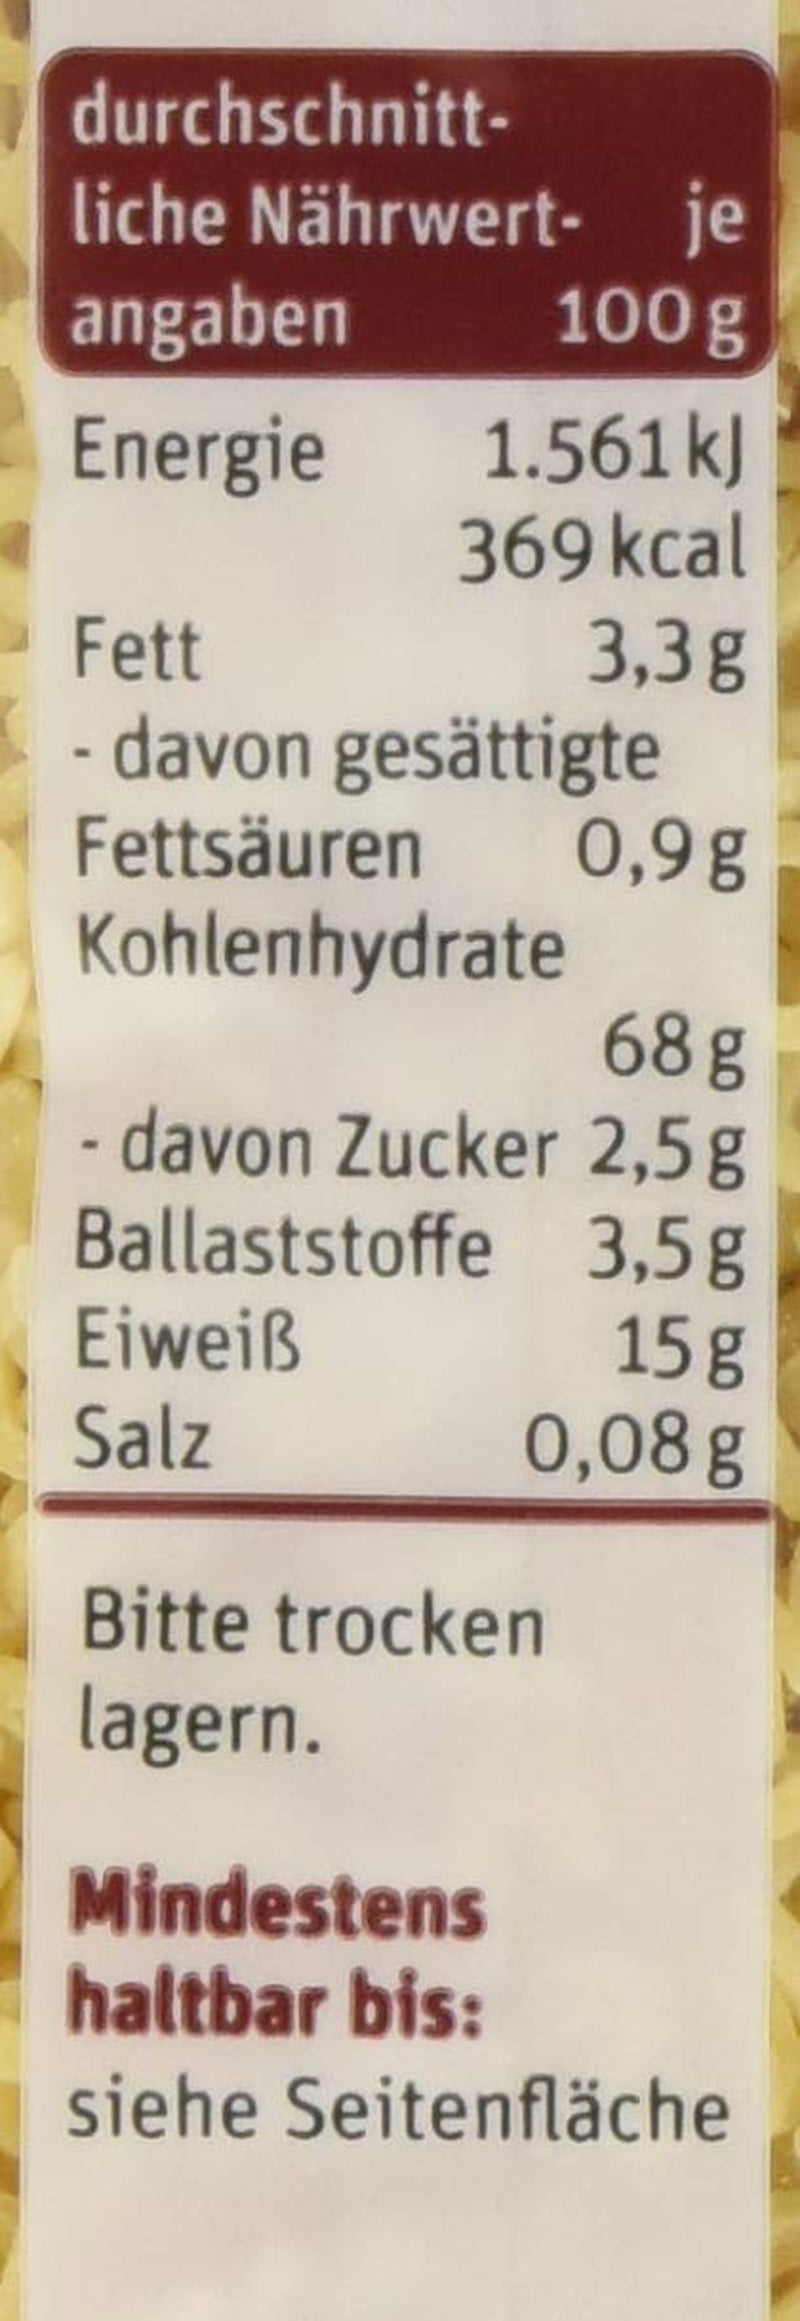 durchschnitt-
liche Nährwert- je
angaben 100 g
Energie 1.561 kJ
369 kcal
Fett 3,3 g
- davon gesättigte
Fettsäuren 0,9 g
Kohlenhydrate
68 g
- davon Zucker 2,5 g
Ballaststoffe 3,5 g
Eiweiß 15 g
Salz 0,08 g
Bitte trocken
lagern.
Mindestens
haltbar bis:
siehe Seitenfläche